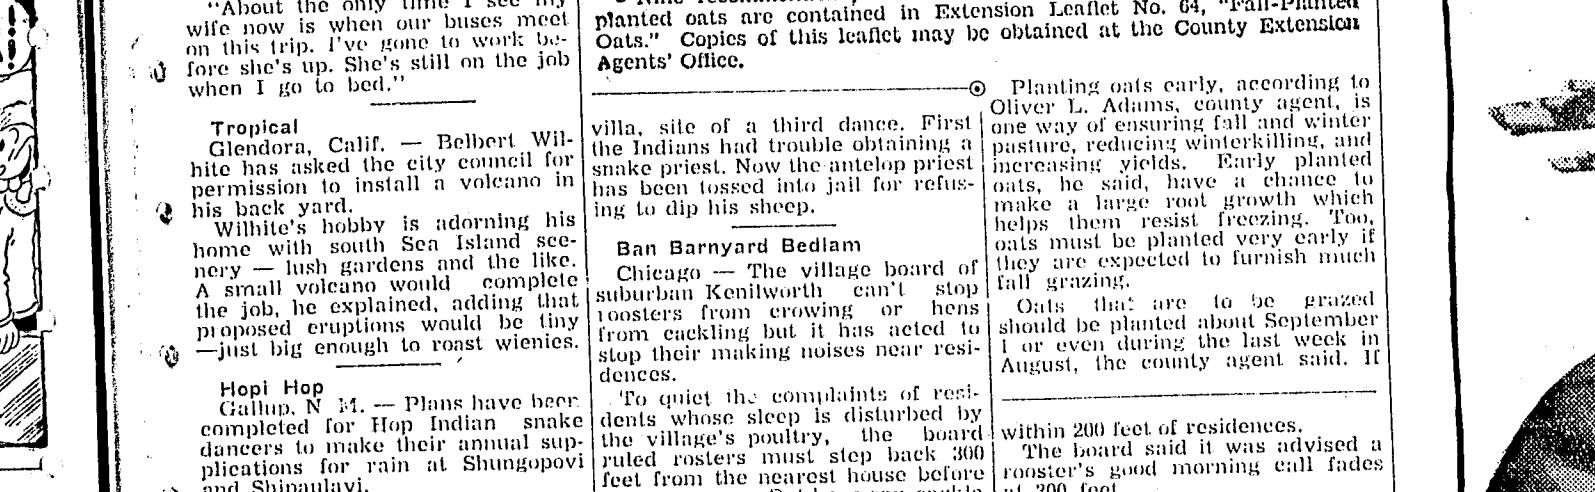 "About the only time I see my
wife now is when our buses meet
on this trip. I've gone to work be-
fore she's up. She's still on the job
when I go to bed."
Tropical
Glendora, Calif. — Belbert Wil-
hite has asked the city council for
permission to install a volcano in
his back yard.
Wilhite's hobby is adorning his
home with south Sea Island sce-
nery — lush gardens and the like.
A small volcano would complete
the job, he explained, adding that
proposed eruptions would be tiny
—just big enough to roast wienies.
Hopi Hop
Gallup, N M. — Plans have been
completed for Hop Indian snake
dancers to make their annual sup-
plications for rain at Shungopovi
and Shipaulavi.
planted oats are contained in Extension Leaflet No. 64, "Fall-Planted
Oats." Copies of this leaflet may be obtained at the County Extension
Agents' Office.
villa, site of a third dance. First
the Indians had trouble obtaining a
snake priest. Now the antelop priest
has been tossed into jail for refus-
ing to dip his sheep.
Ban Barnyard Bedlam
Chicago — The village board of
suburban Kenilworth can't stop
roosters from crowing or hens
from cackling but it has acted to
stop their making noises near resi-
dences.
To quiet the complaints of resi-
dents whose sleep is disturbed by
the village's poultry, the board
ruled rosters must step back 300
feet from the nearest house before
Planting oats early, according to
Oliver L. Adams, county agent, is
one way of ensuring fall and winter
pasture, reducing winterkilling, and
increasing yields. Early planted
oats, he said, have a chance to
make a large root growth which
helps them resist freezing. Too,
oats must be planted very early if
they are expected to furnish much
fall grazing.
Oats that are to be grazed
should be planted about September
1 or even during the last week in
August, the county agent said. If
within 200 feet of residences.
The board said it was advised a
rooster's good morning call fades